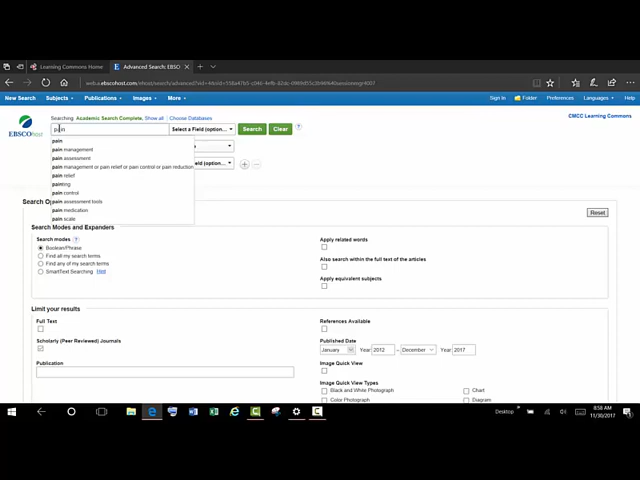 Learning Commons Home
Advanced Search: EBSC
New Search Subjects Publications Images More
Sign In Folder Preferences Languages Help
Searching: Academic Search Complete, Show all Choose Databases
CMCC Learning Commons
EBSCOhost
pain
Select a Field (option...
Search
Clear
pain
pain management
pain assessment
pain management or pain relief or pain control or pain reduction
ld (option...
pain relief
painting
pain control
pain assessment tools
pain medication
pain scale
Search Op
Reset
Search Modes and Expanders
Search modes
Boolean/Phrase
Find all my search terms
Find any of my search terms
SmartText Searching Hint
Apply related words
Also search within the full text of the articles
Apply equivalent subjects
Limit your results
Full Text
References Available
Scholarly (Peer Reviewed) Journals
Published Date
January Year 2012 – December Year 2017
Publication
Image Quick View
Image Quick View Types
Black and White Photograph
Chart
Color Photograph
Diagram
Desktop
8:58 AM
11/30/2017